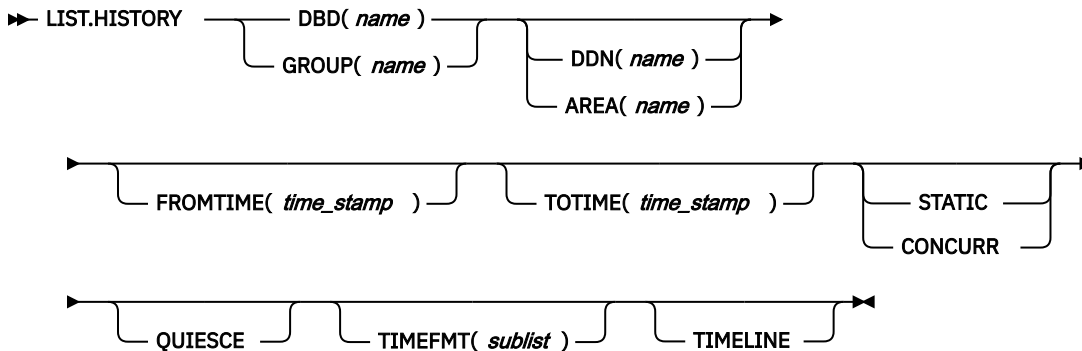 LIST.HISTORY DBD( name )
GROUP( name )
DDN( name )
AREA( name )
FROMTIME( time_stamp )
TOTIME( time_stamp )
STATIC
CONCURR
QUIESCE
TIMEFMT( sublist )
TIMELINE